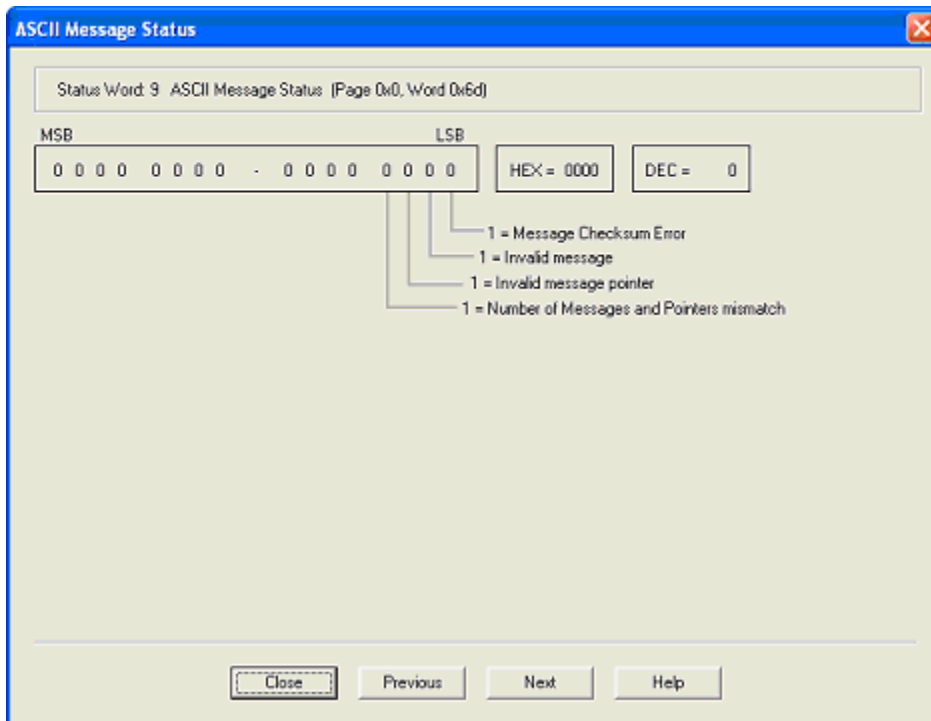 ASCII Message Status
Status Word: 9 ASCII Message Status (Page 0x0, Word 0x6d)
MSB LSB
0 0 0 0 0 0 0 0 - 0 0 0 0 0 0 0 0 HEX = 0000 DEC = 0
1 = Message Checksum Error
1 = Invalid message
1 = Invalid message pointer
1 = Number of Messages and Pointers mismatch
Close Previous Next Help